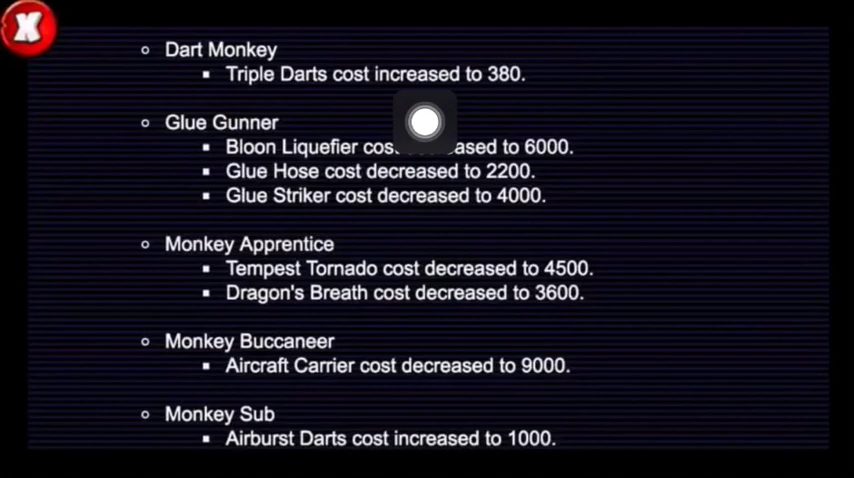 X
Dart Monkey
Triple Darts cost increased to 380.
Glue Gunner
Bloon Liquefier to 6000.
Glue Hose cost decreased to 2200.
Glue Striker cost decreased to 4000.
Monkey Apprentice
Tempest Tornado cost decreased to 4500.
Dragon's Breath cost decreased to 3600.
Monkey Buccaneer
Aircraft Carrier cost decreased to 9000.
Monkey Sub
Airburst Darts cost increased to 1000.